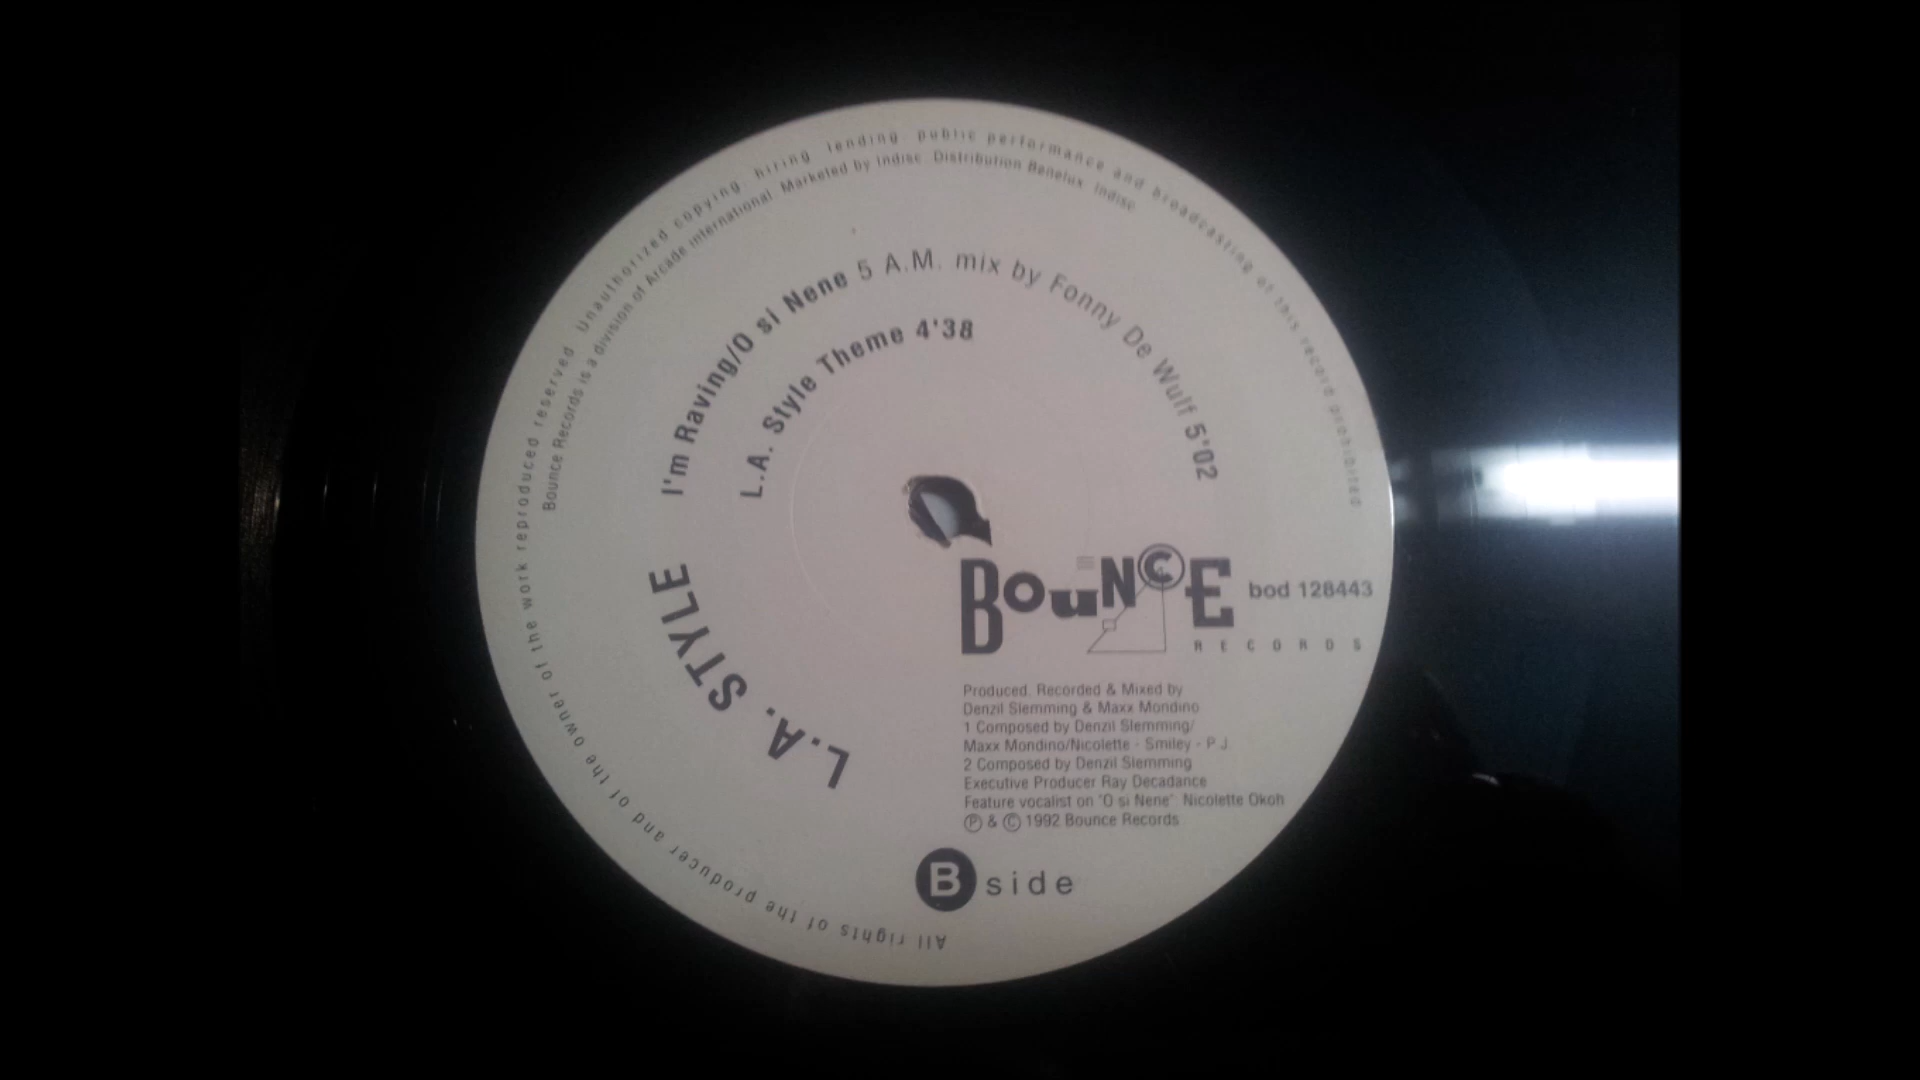 All rights of the producer and of the owner of the work reproduced reserved. Unauthorized copying, hiring, lending, public performance and broadcasting of this record prohibited
Bounce Records is a division of Arcade International. Marketed by Indisc. Distribution Benelux: Indisc
L.A. STYLE
I'm Raving/O si Nene 5 A.M. mix by Fonny De Wulf 5'02
L.A. Style Theme 4'38
BOUNCE
RECORDS
bod 128443
Produced, Recorded & Mixed by
Denzil Slemming & Maxx Mondino
1 Composed by Denzil Slemming/
Maxx Mondino/Nicolette - Smiley - P.J.
2 Composed by Denzil Slemming
Executive Producer Ray Decadance
Feature vocalist on "O si Nene": Nicolette Okoh
Ⓟ & © 1992 Bounce Records
B side